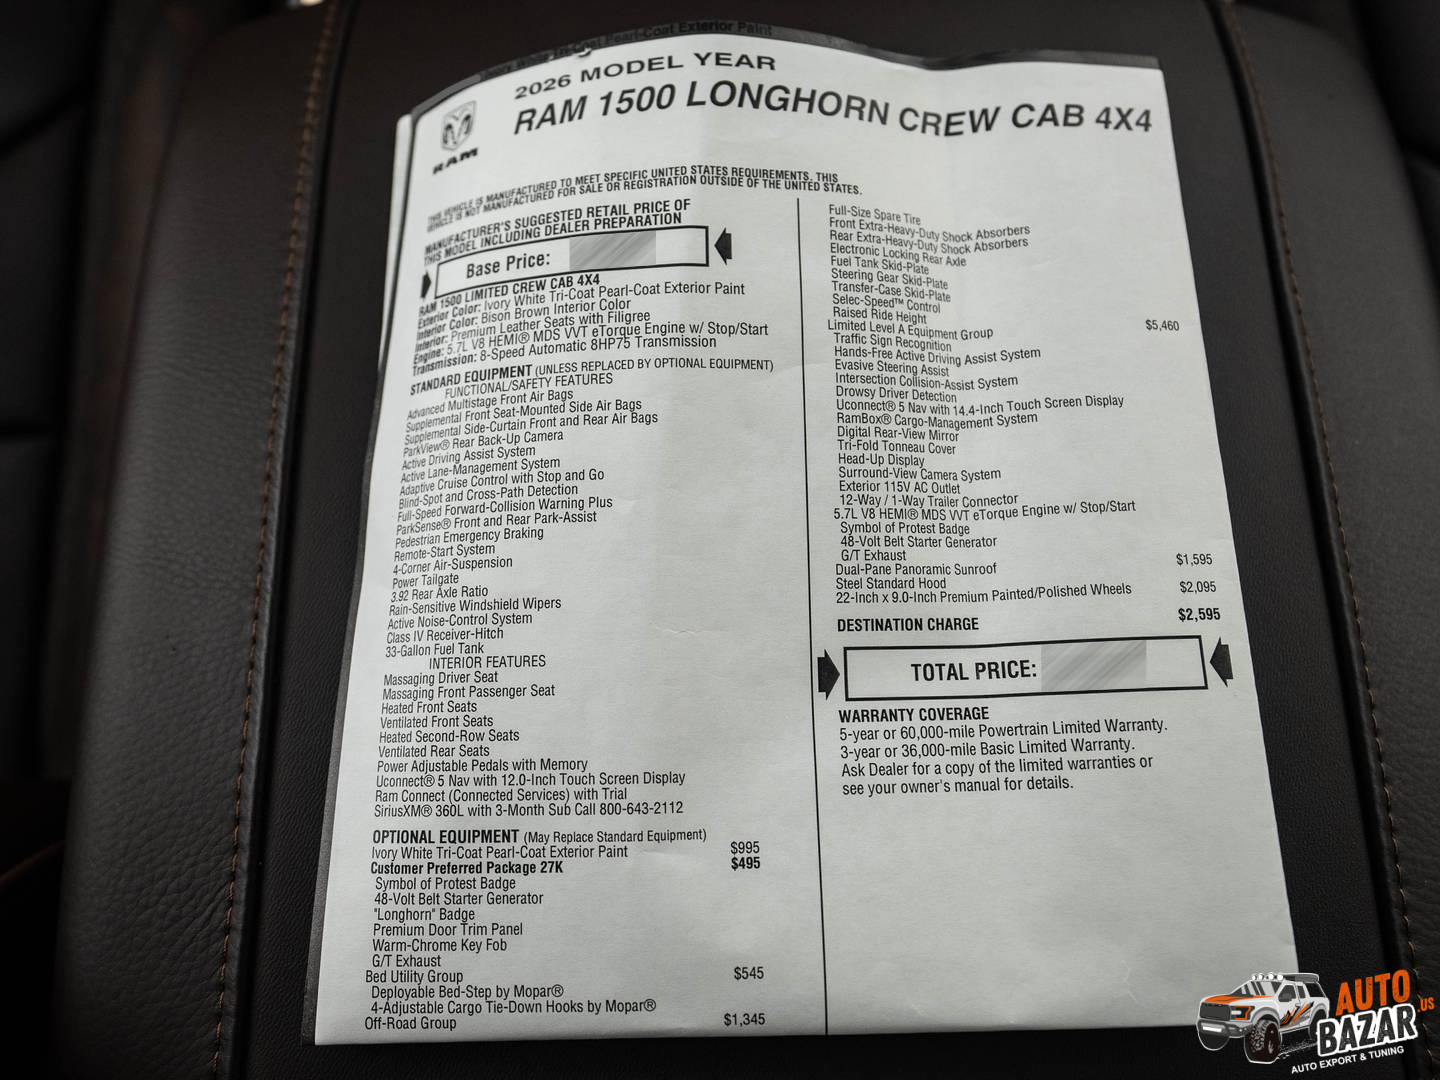 Ivory White Tri-Coat Pearl-Coat Exterior Paint
2026 MODEL YEAR
RAM 1500 LONGHORN CREW CAB 4X4
RAM
THIS VEHICLE IS MANUFACTURED TO MEET SPECIFIC UNITED STATES REQUIREMENTS. THIS
VEHICLE IS NOT MANUFACTURED FOR SALE OR REGISTRATION OUTSIDE OF THE UNITED STATES.
MANUFACTURER'S SUGGESTED RETAIL PRICE OF
THIS MODEL INCLUDING DEALER PREPARATION
Base Price:
RAM 1500 LIMITED CREW CAB 4X4
Exterior Color: Ivory White Tri-Coat Pearl-Coat Exterior Paint
Interior Color: Bison Brown Interior Color
Interior: Premium Leather Seats with Filigree
Engine: 5.7L V8 HEMI® MDS VVT eTorque Engine w/ Stop/Start
Transmission: 8-Speed Automatic 8HP75 Transmission
STANDARD EQUIPMENT (UNLESS REPLACED BY OPTIONAL EQUIPMENT)
FUNCTIONAL/SAFETY FEATURES
Advanced Multistage Front Air Bags
Supplemental Front Seat-Mounted Side Air Bags
Supplemental Side-Curtain Front and Rear Air Bags
ParkView® Rear Back-Up Camera
Active Driving Assist System
Active Lane-Management System
Adaptive Cruise Control with Stop and Go
Blind-Spot and Cross-Path Detection
Full-Speed Forward-Collision Warning Plus
ParkSense® Front and Rear Park-Assist
Pedestrian Emergency Braking
Remote-Start System
4-Corner Air-Suspension
Power Tailgate
3.92 Rear Axle Ratio
Rain-Sensitive Windshield Wipers
Active Noise-Control System
Class IV Receiver-Hitch
33-Gallon Fuel Tank
INTERIOR FEATURES
Massaging Driver Seat
Massaging Front Passenger Seat
Heated Front Seats
Ventilated Front Seats
Heated Second-Row Seats
Ventilated Rear Seats
Power Adjustable Pedals with Memory
Uconnect® 5 Nav with 12.0-Inch Touch Screen Display
Ram Connect (Connected Services) with Trial
SiriusXM® 360L with 3-Month Sub Call 800-643-2112
OPTIONAL EQUIPMENT (May Replace Standard Equipment)
Ivory White Tri-Coat Pearl-Coat Exterior Paint $995
Customer Preferred Package 27K $495
Symbol of Protest Badge
48-Volt Belt Starter Generator
"Longhorn" Badge
Premium Door Trim Panel
Warm-Chrome Key Fob
G/T Exhaust
Bed Utility Group $545
Deployable Bed-Step by Mopar®
4-Adjustable Cargo Tie-Down Hooks by Mopar®
Off-Road Group $1,345
Full-Size Spare Tire
Front Extra-Heavy-Duty Shock Absorbers
Rear Extra-Heavy-Duty Shock Absorbers
Electronic Locking Rear Axle
Fuel Tank Skid-Plate
Steering Gear Skid-Plate
Transfer-Case Skid-Plate
Selec-Speed™ Control
Raised Ride Height
Limited Level A Equipment Group $5,460
Traffic Sign Recognition
Hands-Free Active Driving Assist System
Evasive Steering Assist
Intersection Collision-Assist System
Drowsy Driver Detection
Uconnect® 5 Nav with 14.4-Inch Touch Screen Display
RamBox® Cargo-Management System
Digital Rear-View Mirror
Tri-Fold Tonneau Cover
Head-Up Display
Surround-View Camera System
Exterior 115V AC Outlet
12-Way / 1-Way Trailer Connector
5.7L V8 HEMI® MDS VVT eTorque Engine w/ Stop/Start
Symbol of Protest Badge
48-Volt Belt Starter Generator
G/T Exhaust
Dual-Pane Panoramic Sunroof $1,595
Steel Standard Hood
22-Inch x 9.0-Inch Premium Painted/Polished Wheels $2,095
DESTINATION CHARGE $2,595
TOTAL PRICE:
WARRANTY COVERAGE
5-year or 60,000-mile Powertrain Limited Warranty.
3-year or 36,000-mile Basic Limited Warranty.
Ask Dealer for a copy of the limited warranties or
see your owner's manual for details.
AUTO
BAZAR.US
AUTO EXPORT & TUNING